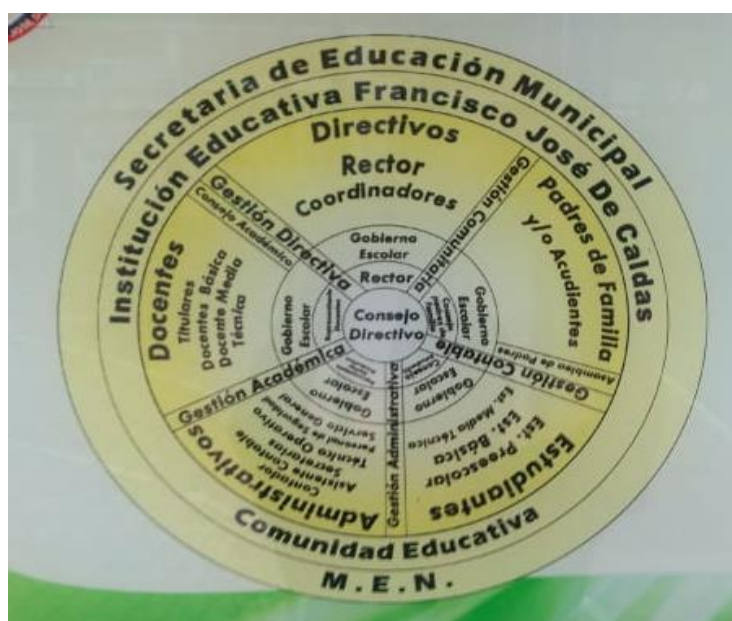 Secretaria de Educación Municipal
Institución Educativa Francisco José De Caldas
Directivos
Rector
Coordinadores
Gobierno
Escolar
Rector
Gestión Comunitaria
Padres de Familia
y/o Acudientes
Gobierno
Escolar
Asamblea de Padres
Gestión Contable
Estudiantes
Est. Preescolar
Est. Básica
Est. Media Técnica
Gobierno
Escolar
Gestión Administrativa
Administrativos
Contador
Asistente Contable
Secretarias
Técnico Operativo
Personal de Seguridad
Servicio General
Gobierno
Escolar
Gestión Académica
Docentes
Titulares
Docentes Básica
Docente Media
Técnica
Gobierno
Escolar
Gestión Directiva
Consejo Académico
Consejo
Directivo
Comunidad Educativa
M.E.N.